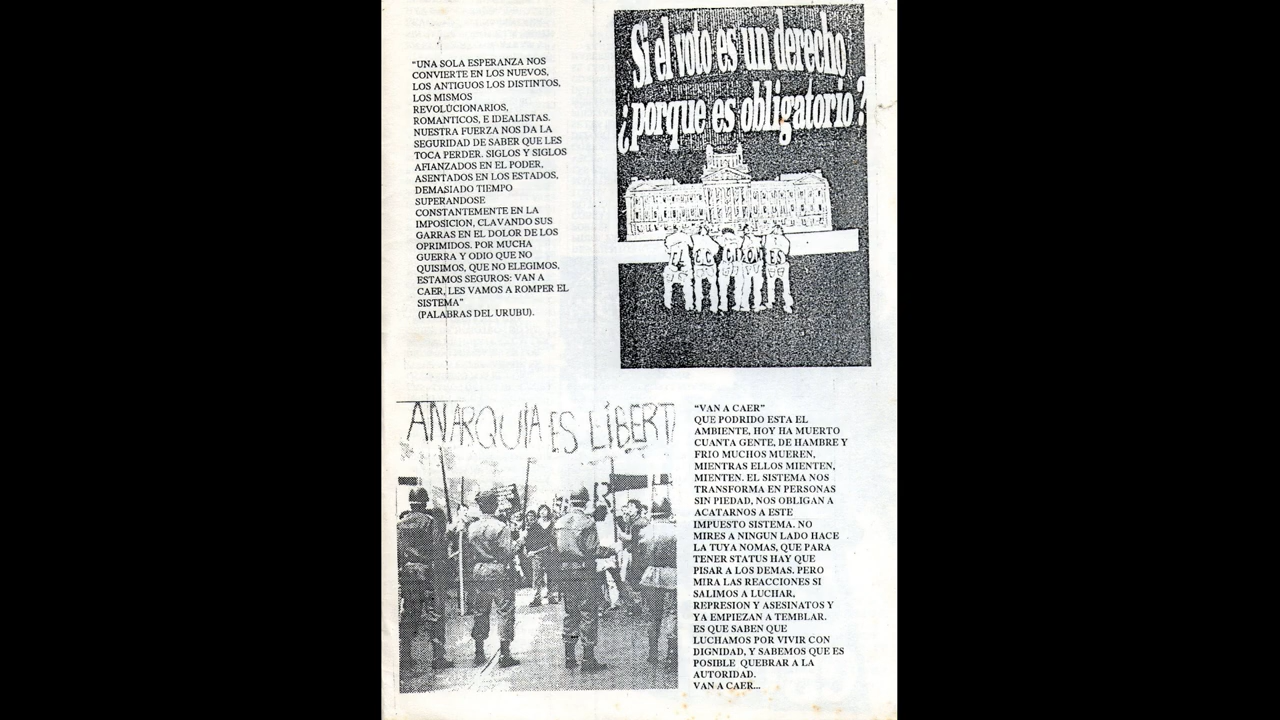 “UNA SOLA ESPERANZA NOS
CONVIERTE EN LOS NUEVOS,
LOS ANTIGUOS LOS DISTINTOS,
LOS MISMOS
REVOLUCIONARIOS,
ROMANTICOS, E IDEALISTAS.
NUESTRA FUERZA NOS DA LA
SEGURIDAD DE SABER QUE LES
TOCA PERDER. SIGLOS Y SIGLOS
AFIANZADOS EN EL PODER,
ASENTADOS EN LOS ESTADOS,
DEMASIADO TIEMPO
SUPERANDOSE
CONSTANTEMENTE EN LA
IMPOSICION, CLAVANDO SUS
GARRAS EN EL DOLOR DE LOS
OPRIMIDOS. POR MUCHA
GUERRA Y ODIO QUE NO
QUISIMOS, QUE NO ELEGIMOS,
ESTAMOS SEGUROS: VAN A
CAER, LES VAMOS A ROMPER EL
SISTEMA”
(PALABRAS DEL URUBU).
Si el voto es un derecho
¿porque es obligatorio?
ELECCIONES
ANARQUIA ES LIBERTA
“VAN A CAER”
QUE PODRIDO ESTA EL
AMBIENTE, HOY HA MUERTO
CUANTA GENTE, DE HAMBRE Y
FRIO MUCHOS MUEREN,
MIENTRAS ELLOS MIENTEN,
MIENTEN. EL SISTEMA NOS
TRANSFORMA EN PERSONAS
SIN PIEDAD, NOS OBLIGAN A
ACATARNOS A ESTE
IMPUESTO SISTEMA. NO
MIRES A NINGUN LADO HACE
LA TUYA NOMAS, QUE PARA
TENER STATUS HAY QUE
PISAR A LOS DEMAS. PERO
MIRA LAS REACCIONES SI
SALIMOS A LUCHAR,
REPRESION Y ASESINATOS Y
YA EMPIEZAN A TEMBLAR.
ES QUE SABEN QUE
LUCHAMOS POR VIVIR CON
DIGNIDAD, Y SABEMOS QUE ES
POSIBLE QUEBRAR A LA
AUTORIDAD.
VAN A CAER...